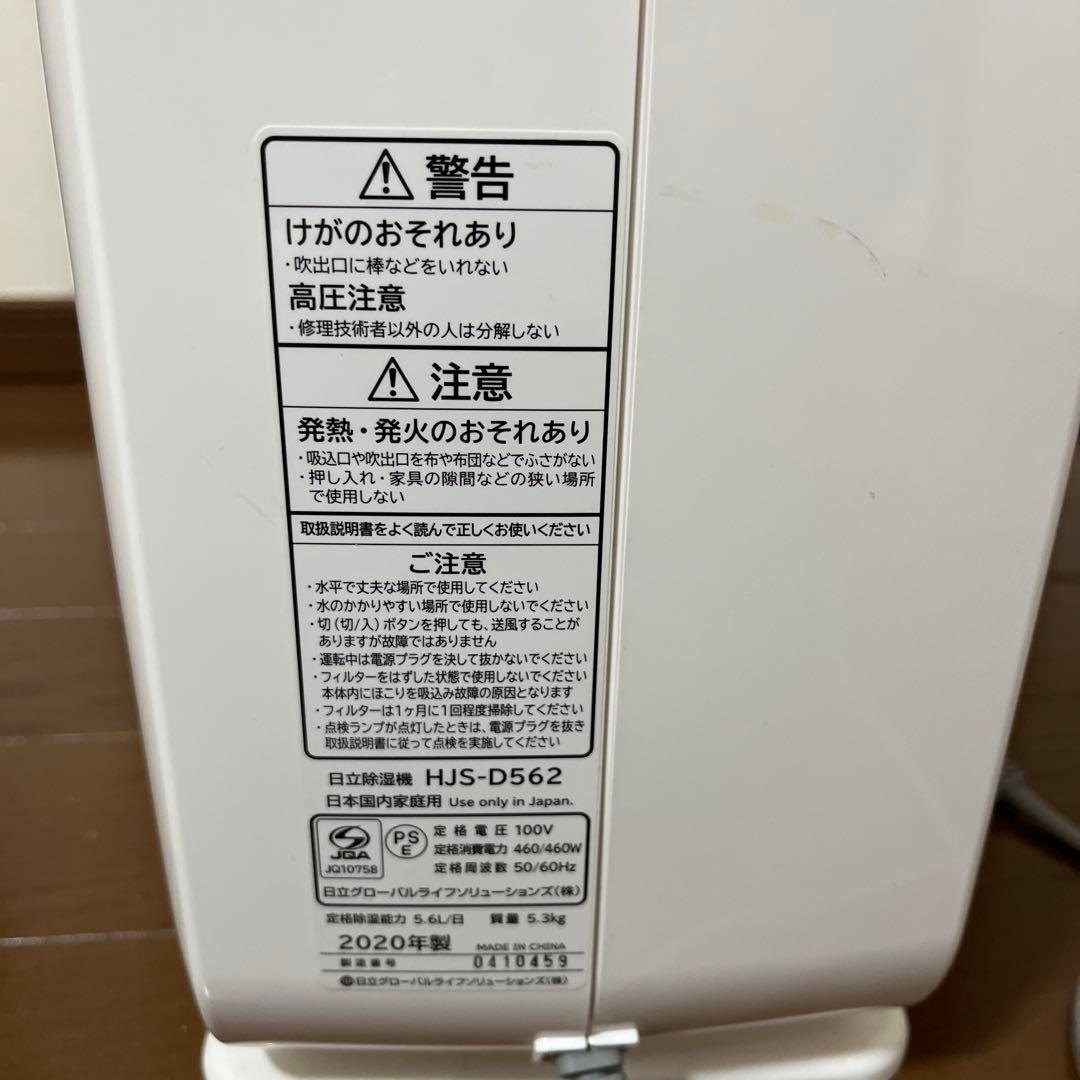 警告
けがのおそれあり
・吹出口に棒などをいれない
高圧注意
・修理技術者以外の人は分解しない
注意
発熱・発火のおそれあり
・吸込口や吹出口を布や布団などでふさがない
・押し入れ・家具の隙間などの狭い場所
で使用しない
取扱説明書をよく読んで正しくお使いください
ご注意
・水平で丈夫な場所で使用してください
・水のかかりやすい場所で使用しないでください
・切(切/入)ボタンを押しても、送風することが
ありますが故障ではありません
・運転中は電源プラグを決して抜かないでください
・フィルターをはずした状態で使用しないでください
本体内にほこりを吸込み故障の原因となります
・フィルターは1ヶ月に1回程度掃除してください
・点検ランプが点灯したときは、電源プラグを抜き
取扱説明書に従って点検を実施してください
日立除湿機 HJS-D562
日本国内家庭用 Use only in Japan.
JQA
JQ10758
PS
E
定格電圧 100V
定格消費電力 460/460W
定格周波数 50/60Hz
日立グローバルライフソリューションズ(株)
定格除湿能力 5.6L/日 質量 5.3kg
2020年製 MADE IN CHINA
製造番号 0410459
日立グローバルライフソリューションズ(株)